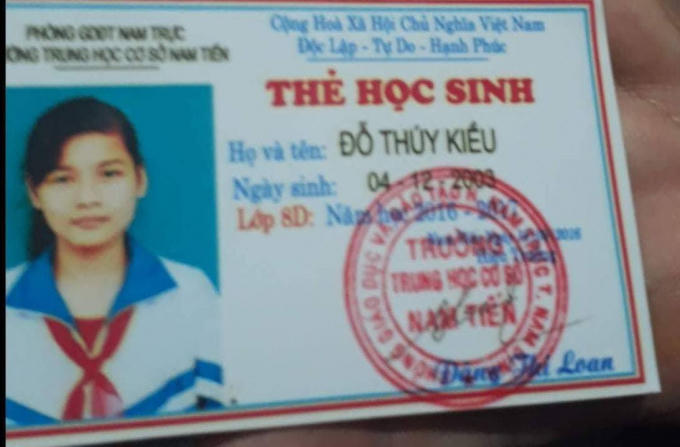 PHÒNG GDĐT NAM TRỰC
ỜNG TRUNG HỌC CƠ SỞ NAM TIẾN
Cộng Hoà Xã Hội Chủ Nghĩa Việt Nam
Độc Lập - Tự Do - Hạnh Phúc
THẺ HỌC SINH
Họ và tên: ĐỖ THÚY KIỀU
Ngày sinh: 04 - 12 - 2003
Lớp 8D: Năm học 2016 - 2017
TRƯỜNG
TRUNG HỌC CƠ SỞ
NAM TIẾN
Đặng Thị Loan